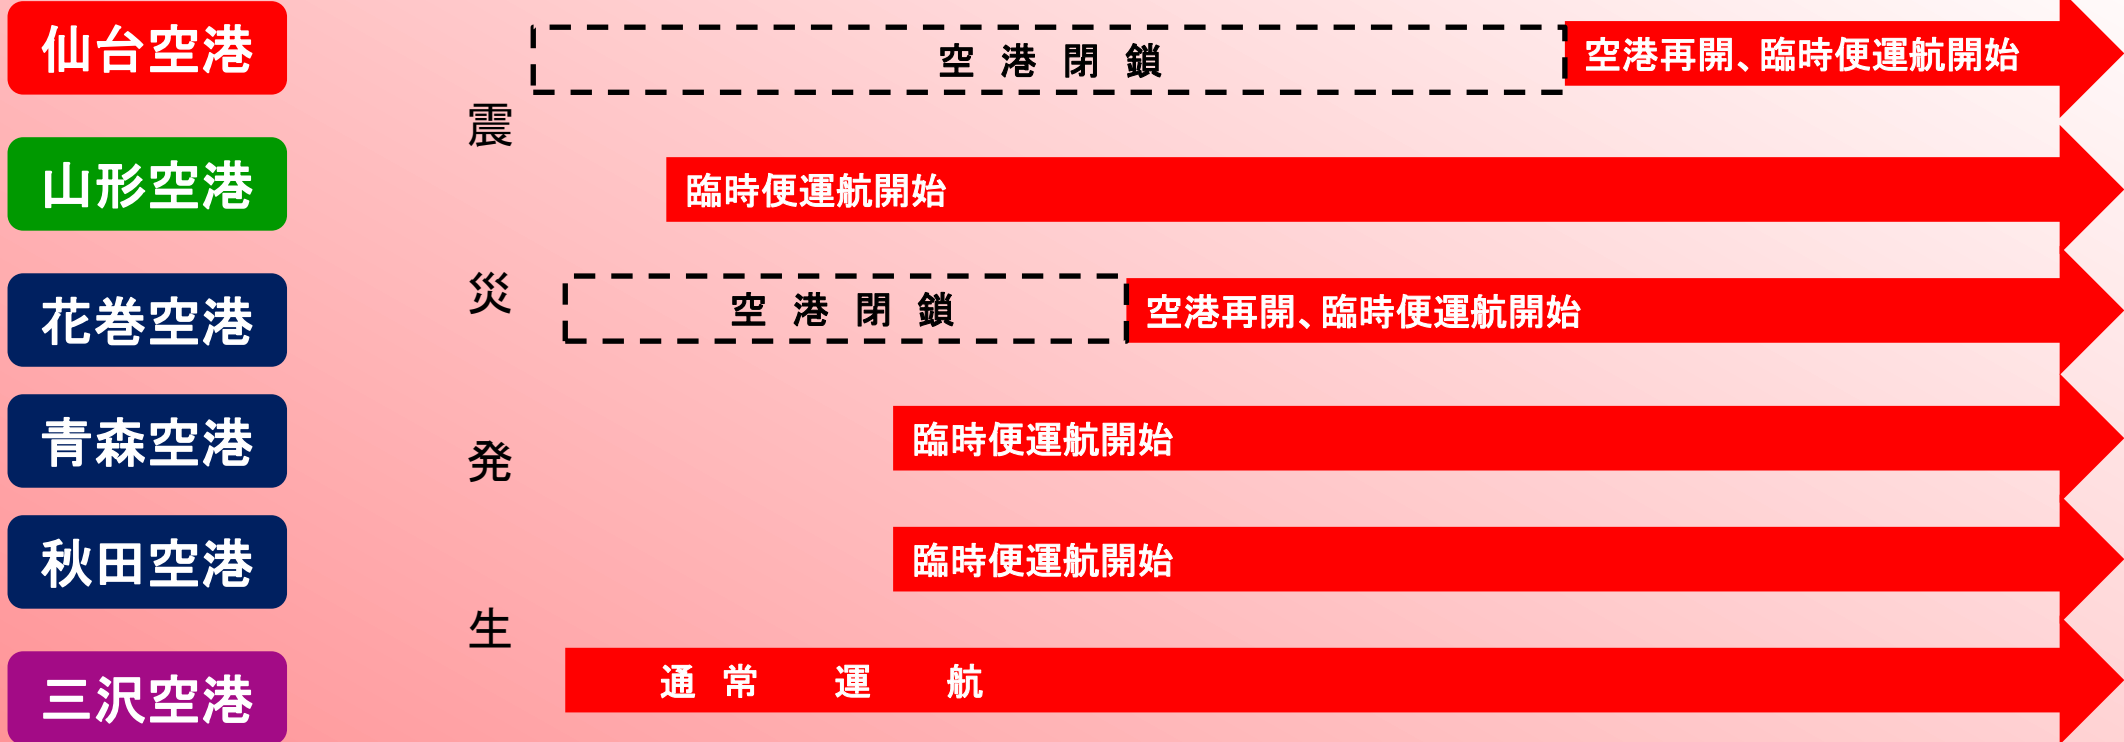 仙台空港
空港閉鎖
空港再開、臨時便運航開始
震災発生
山形空港
臨時便運航開始
花巻空港
空港閉鎖
空港再開、臨時便運航開始
青森空港
臨時便運航開始
秋田空港
臨時便運航開始
三沢空港
通常運航